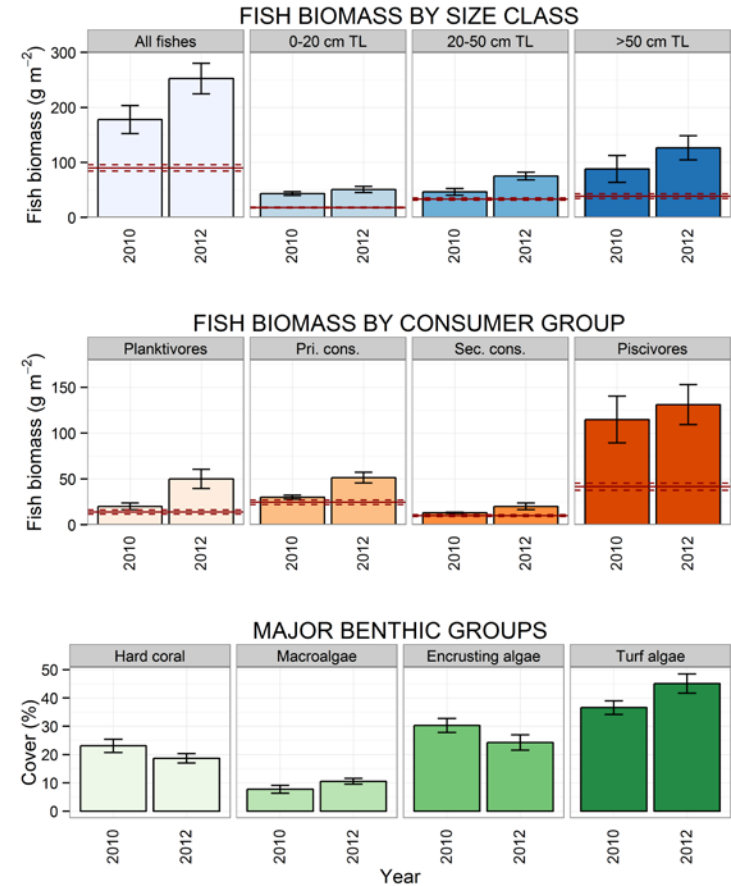 FISH BIOMASS BY SIZE CLASS
All fishes 0-20 cm TL 20-50 cm TL >50 cm TL
Fish biomass (g m⁻²)
300
200
100
0
2010 2012 2010 2012 2010 2012 2010 2012
FISH BIOMASS BY CONSUMER GROUP
Planktivores Pri. cons. Sec. cons. Piscivores
Fish biomass (g m⁻²)
150
100
50
0
2010 2012 2010 2012 2010 2012 2010 2012
MAJOR BENTHIC GROUPS
Hard coral Macroalgae Encrusting algae Turf algae
Cover (%)
50
40
30
20
10
0
2010 2012 2010 2012 2010 2012 2010 2012
Year